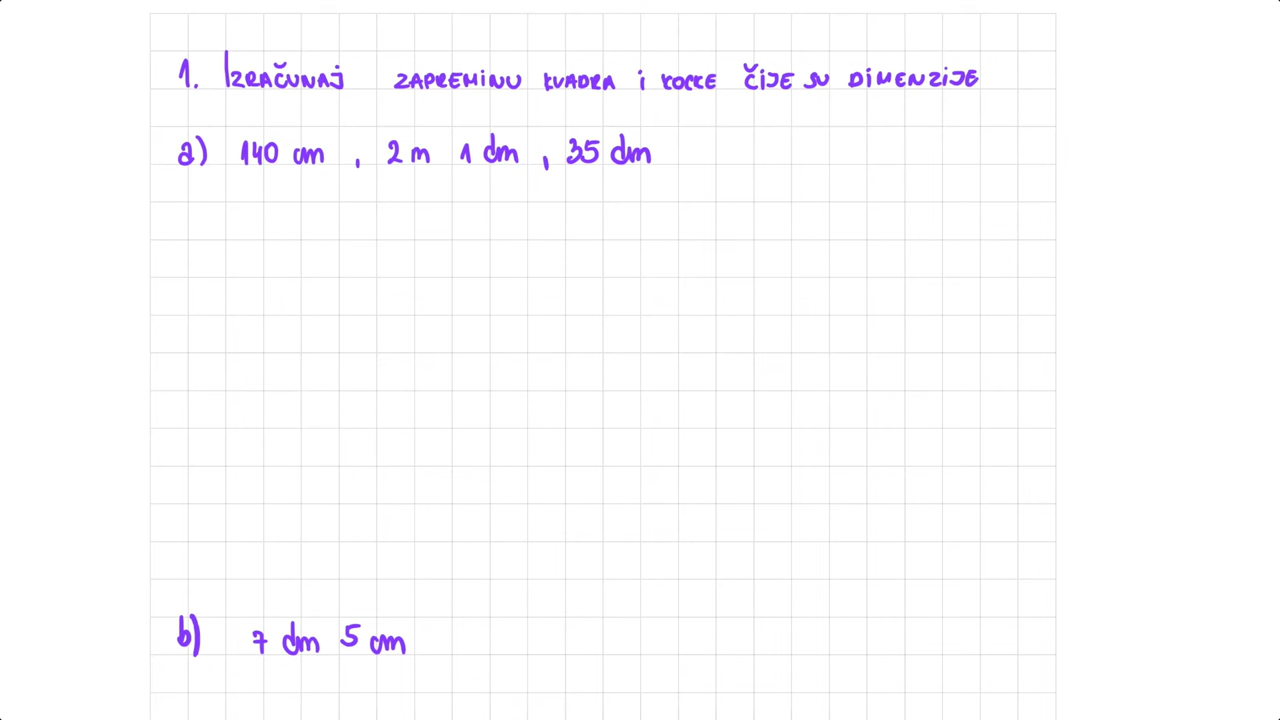 1. IZRAČUNAJ ZAPREMINU KVADRA I KOCKE ČIJE SU DIMENZIJE
a) 140 cm , 2 m 1 dm , 35 dm
b) 7 dm 5 cm